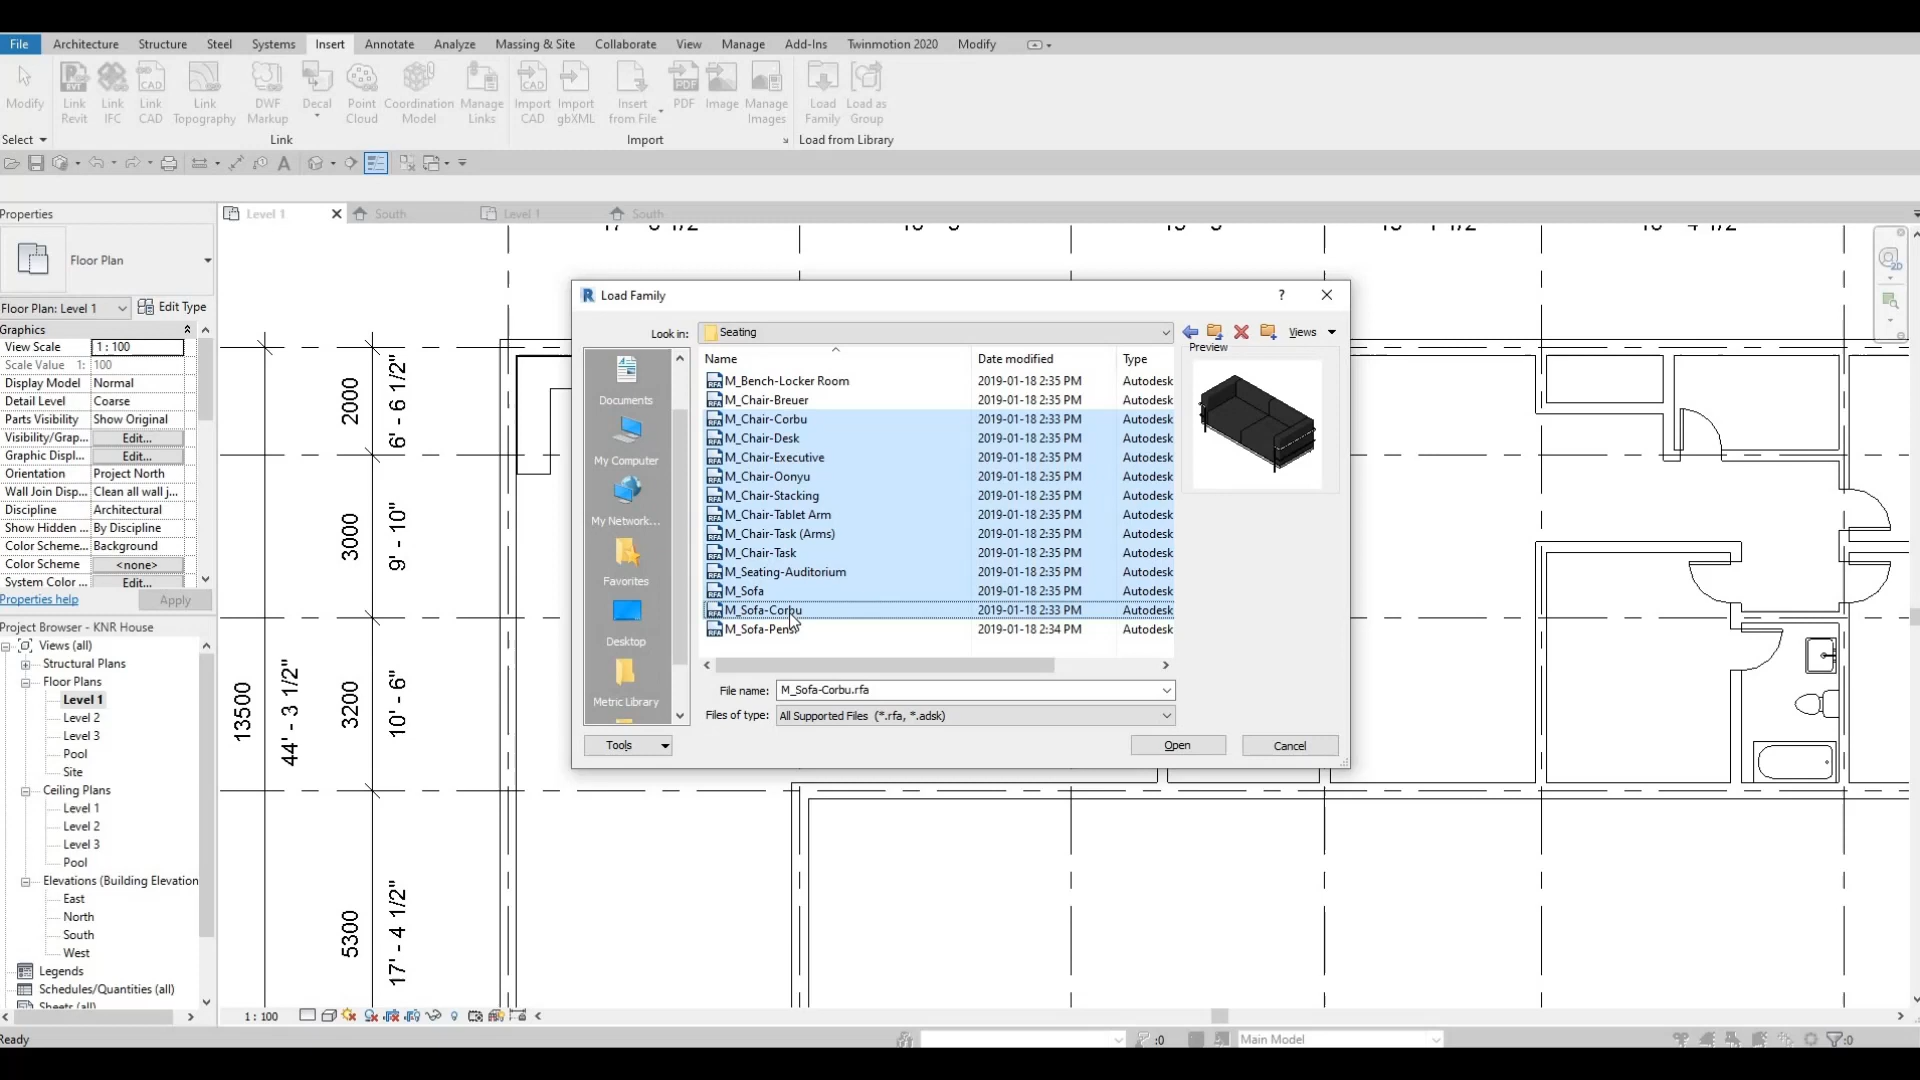 File Architecture Structure Steel Systems Insert Annotate Analyze Massing & Site Collaborate View Manage Add-Ins Twinmotion 2020 Modify
Modify
Link Revit
Link IFC
Link CAD
Link Topography
DWF Markup
Decal
Point Cloud
Coordination Model
Manage Links
Import CAD
Import gbXML
Insert from File
PDF
Image
Manage Images
Load Family
Load as Group
Select Link Import Load from Library
Properties
Level 1 South Level 1 South
Floor Plan
Floor Plan: Level 1 Edit Type
Graphics
View Scale 1 : 100
Scale Value 1: 100
Display Model Normal
Detail Level Coarse
Parts Visibility Show Original
Visibility/Grap... Edit...
Graphic Displ... Edit...
Orientation Project North
Wall Join Disp... Clean all wall j...
Discipline Architectural
Show Hidden ... By Discipline
Color Scheme... Background
Color Scheme <none>
System Color ... Edit...
Properties help Apply
Project Browser - KNR House
Views (all)
Structural Plans
Floor Plans
Level 1
Level 2
Level 3
Pool
Site
Ceiling Plans
Level 1
Level 2
Level 3
Pool
Elevations (Building Elevation
East
North
South
West
Legends
Schedules/Quantities (all)
Sheets (all)
2000
6' - 6 1/2"
3000
9' - 10"
3200
10' - 6"
13500
44' - 3 1/2"
5300
17' - 4 1/2"
Load Family ?
Look in: Seating Views
Preview
Documents
My Computer
My Network...
Favorites
Desktop
Metric Library
Name Date modified Type
M_Bench-Locker Room 2019-01-18 2:35 PM Autodesk
M_Chair-Breuer 2019-01-18 2:35 PM Autodesk
M_Chair-Corbu 2019-01-18 2:33 PM Autodesk
M_Chair-Desk 2019-01-18 2:35 PM Autodesk
M_Chair-Executive 2019-01-18 2:35 PM Autodesk
M_Chair-Oonyu 2019-01-18 2:35 PM Autodesk
M_Chair-Stacking 2019-01-18 2:35 PM Autodesk
M_Chair-Tablet Arm 2019-01-18 2:35 PM Autodesk
M_Chair-Task (Arms) 2019-01-18 2:35 PM Autodesk
M_Chair-Task 2019-01-18 2:35 PM Autodesk
M_Seating-Auditorium 2019-01-18 2:35 PM Autodesk
M_Sofa 2019-01-18 2:35 PM Autodesk
M_Sofa-Corbu 2019-01-18 2:33 PM Autodesk
M_Sofa-Pensi 2019-01-18 2:34 PM Autodesk
File name: M_Sofa-Corbu.rfa
Files of type: All Supported Files (*.rfa, *.adsk)
Tools Open Cancel
1 : 100
Ready :0 Main Model :0